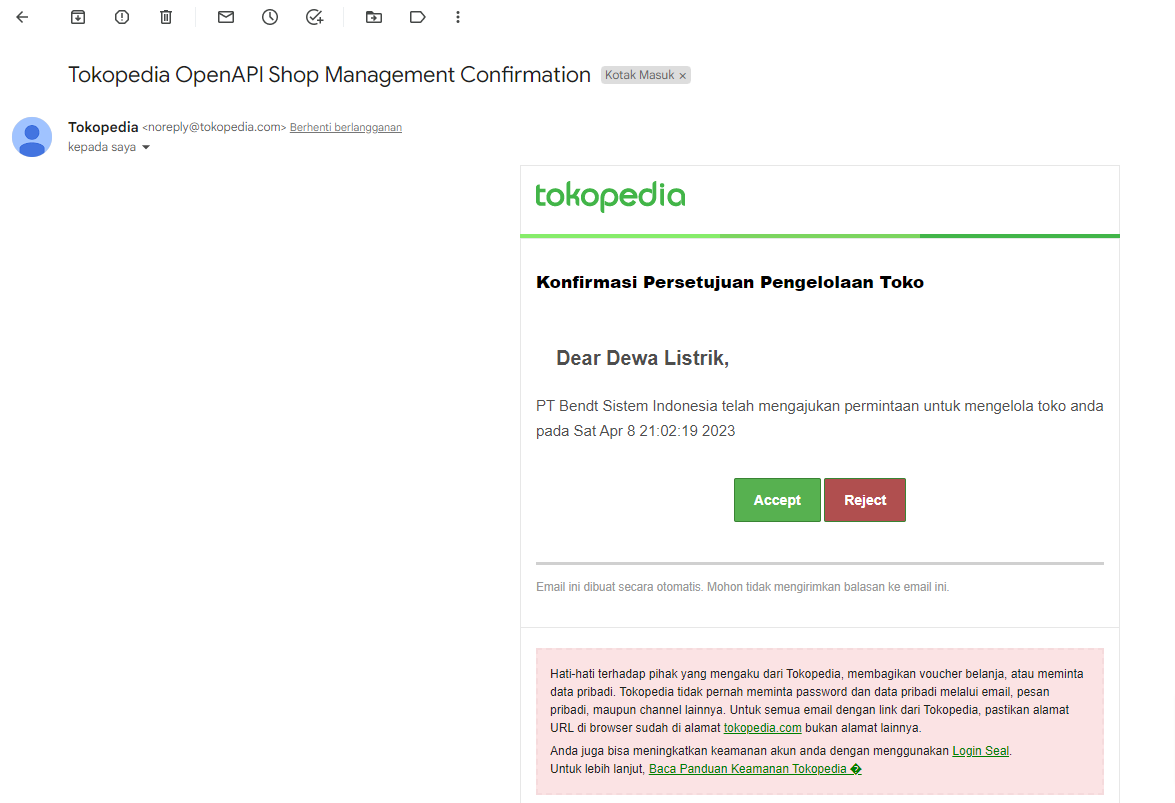 Tokopedia OpenAPI Shop Management Confirmation Kotak Masuk ×
Tokopedia <noreply@tokopedia.com> Berhenti berlangganan
kepada saya
tokopedia
Konfirmasi Persetujuan Pengelolaan Toko
Dear Dewa Listrik,
PT Bendt Sistem Indonesia telah mengajukan permintaan untuk mengelola toko anda
pada Sat Apr 8 21:02:19 2023
Accept Reject
Email ini dibuat secara otomatis. Mohon tidak mengirimkan balasan ke email ini.
Hati-hati terhadap pihak yang mengaku dari Tokopedia, membagikan voucher belanja, atau meminta
data pribadi. Tokopedia tidak pernah meminta password dan data pribadi melalui email, pesan
pribadi, maupun channel lainnya. Untuk semua email dengan link dari Tokopedia, pastikan alamat
URL di browser sudah di alamat tokopedia.com bukan alamat lainnya.
Anda juga bisa meningkatkan keamanan akun anda dengan menggunakan Login Seal.
Untuk lebih lanjut, Baca Panduan Keamanan Tokopedia �